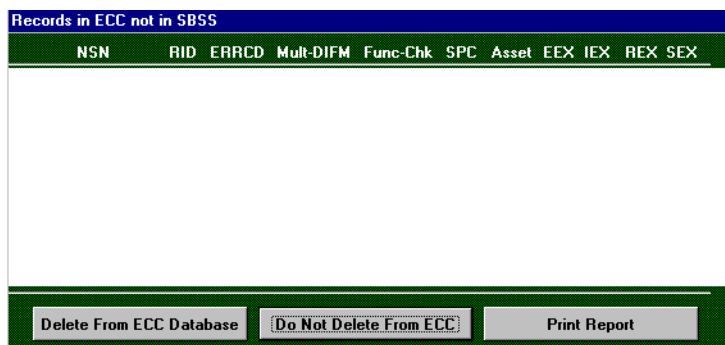 Records in ECC not in SBSS
NSN RID ERRCD Mult-DIFM Func-Chk SPC Asset EEX IEX REX SEX
Delete From ECC Database Do Not Delete From ECC Print Report